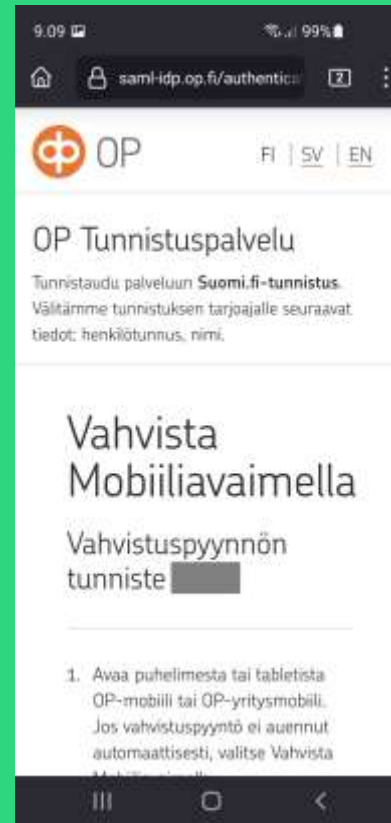 9.09 99%
saml-idp.op.fi/authentic 2
OP FI | SV | EN
OP Tunnistuspalvelu
Tunnistaudu palveluun Suomi.fi-tunnistus.
Välitämme tunnistuksen tarjoajalle seuraavat
tiedot: henkilötunnus, nimi.
Vahvista
Mobiiliavaimella
Vahvistuspyynnön
tunniste
1. Avaa puhelimesta tai tabletista
OP-mobiili tai OP-yritysmobiili.
Jos vahvistuspyyntö ei auennut
automaattisesti, valitse Vahvista